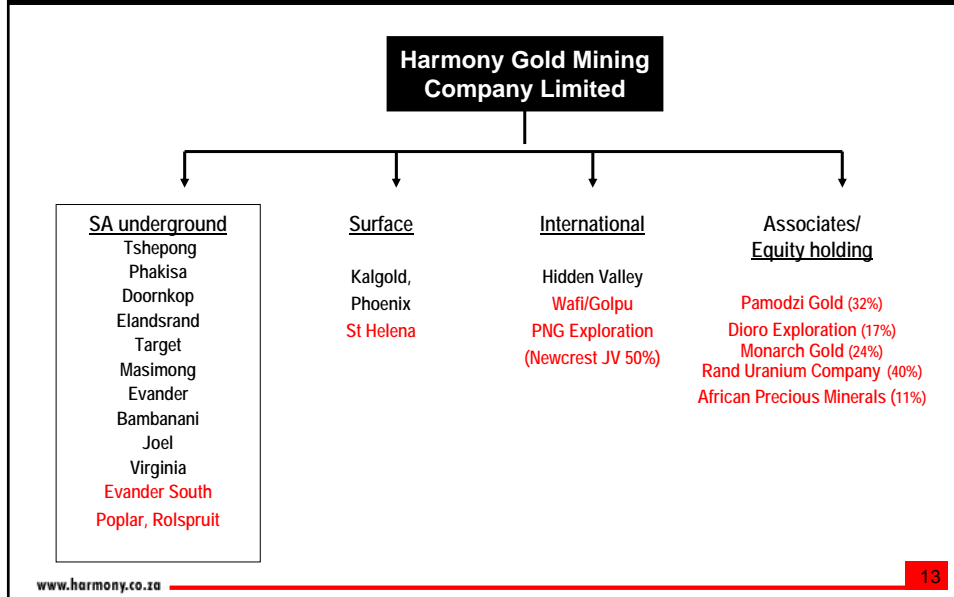 Harmony Gold Mining
Company Limited
SA underground
Tshepong
Phakisa
Doornkop
Elandsrand
Target
Masimong
Evander
Bambanani
Joel
Virginia
Evander South
Poplar, Rolspruit
Surface
Kalgold,
Phoenix
St Helena
International
Hidden Valley
Wafi/Golpu
PNG Exploration
(Newcrest JV 50%)
Associates/
Equity holding
Pamodzi Gold (32%)
Dioro Exploration (17%)
Monarch Gold (24%)
Rand Uranium Company (40%)
African Precious Minerals (11%)
www.harmony.co.za
13